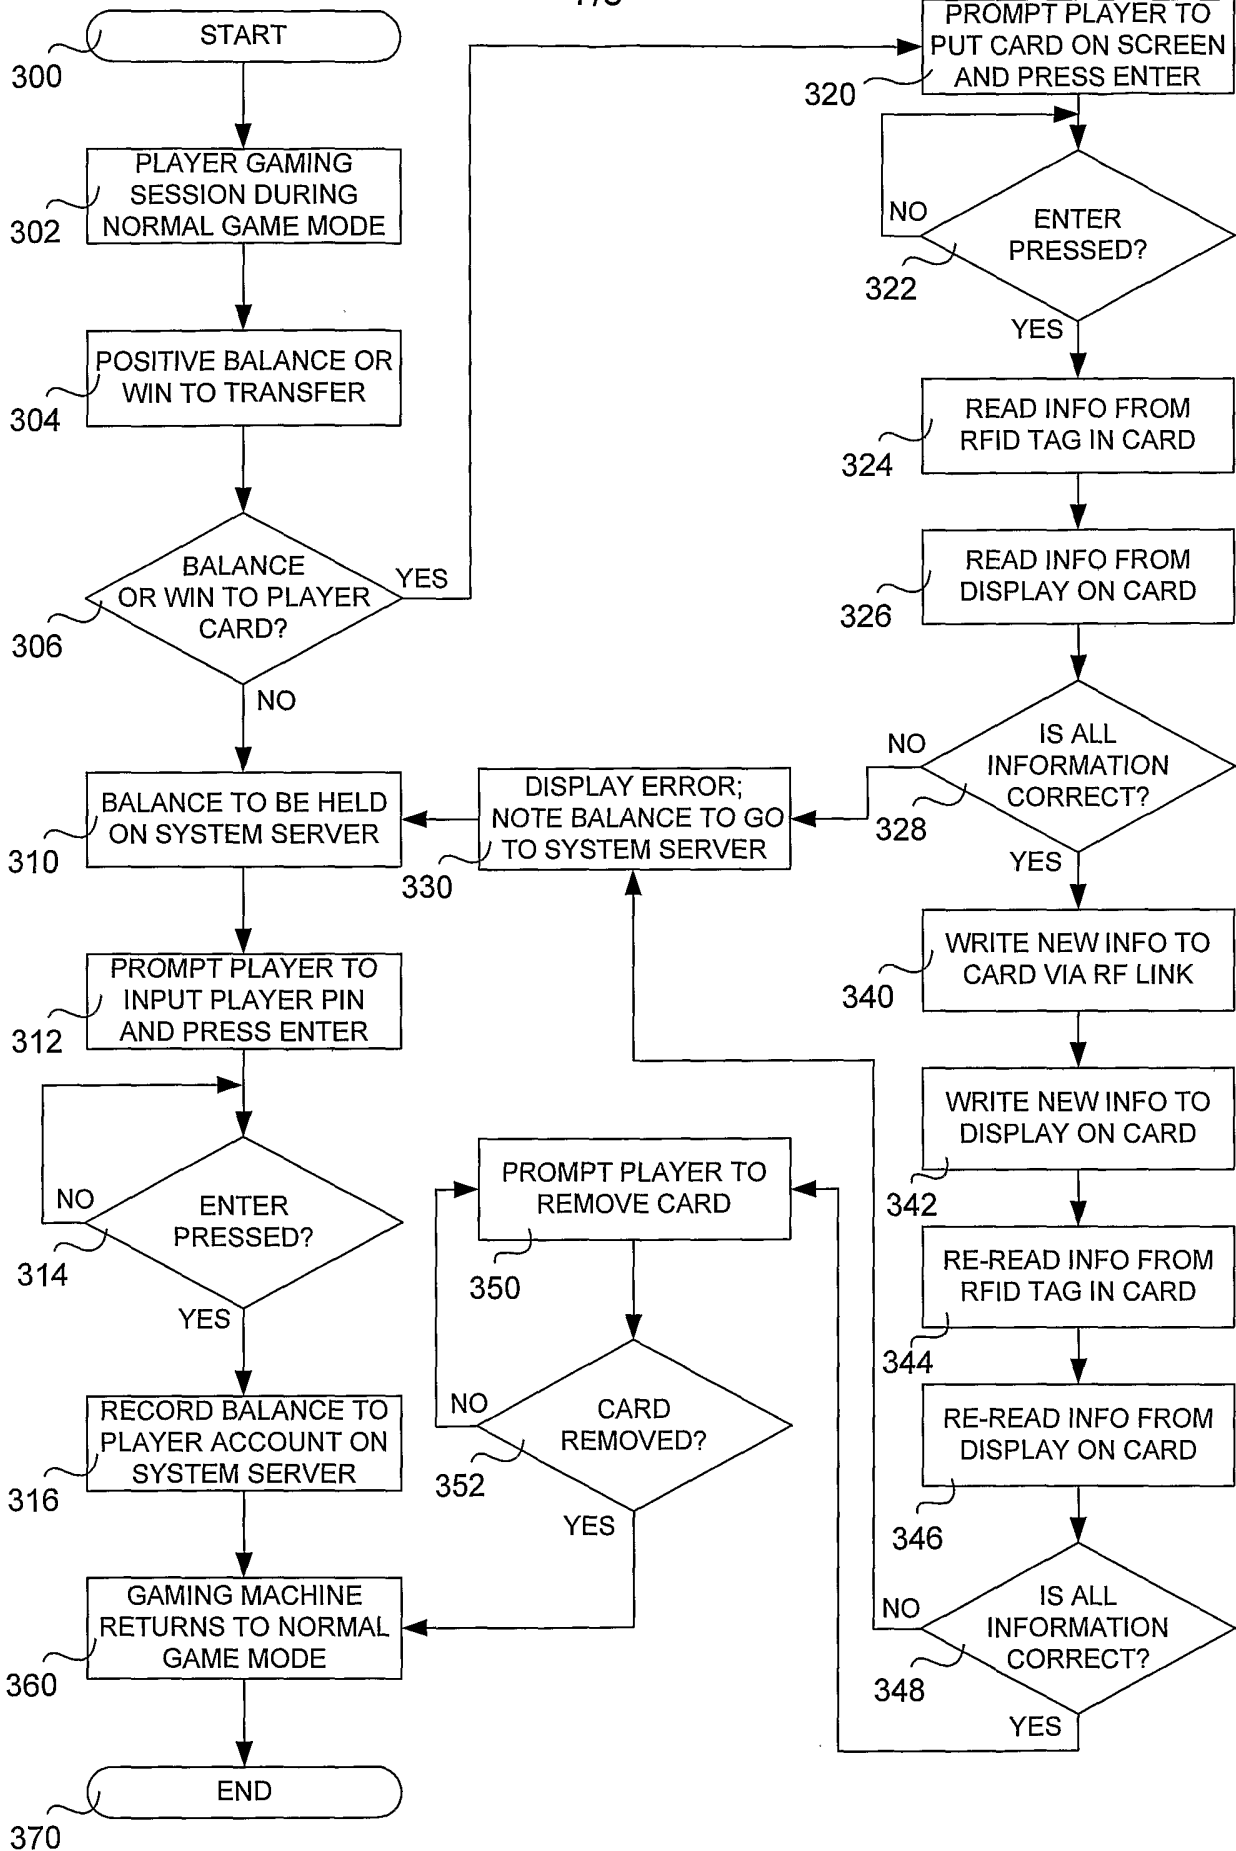 START
300
PLAYER GAMING
SESSION DURING
NORMAL GAME MODE
302
POSITIVE BALANCE OR
WIN TO TRANSFER
304
BALANCE
OR WIN TO PLAYER
CARD?
306
YES
NO
BALANCE TO BE HELD
ON SYSTEM SERVER
310
PROMPT PLAYER TO
INPUT PLAYER PIN
AND PRESS ENTER
312
NO
ENTER
PRESSED?
314
YES
RECORD BALANCE TO
PLAYER ACCOUNT ON
SYSTEM SERVER
316
GAMING MACHINE
RETURNS TO NORMAL
GAME MODE
360
END
370
DISPLAY ERROR;
NOTE BALANCE TO GO
TO SYSTEM SERVER
330
PROMPT PLAYER TO
REMOVE CARD
350
NO
CARD
REMOVED?
352
YES
PROMPT PLAYER TO
PUT CARD ON SCREEN
AND PRESS ENTER
320
NO
ENTER
PRESSED?
322
YES
READ INFO FROM
RFID TAG IN CARD
324
READ INFO FROM
DISPLAY ON CARD
326
NO
IS ALL
INFORMATION
CORRECT?
328
YES
WRITE NEW INFO TO
CARD VIA RF LINK
340
WRITE NEW INFO TO
DISPLAY ON CARD
342
RE-READ INFO FROM
RFID TAG IN CARD
344
RE-READ INFO FROM
DISPLAY ON CARD
346
NO
IS ALL
INFORMATION
CORRECT?
348
YES